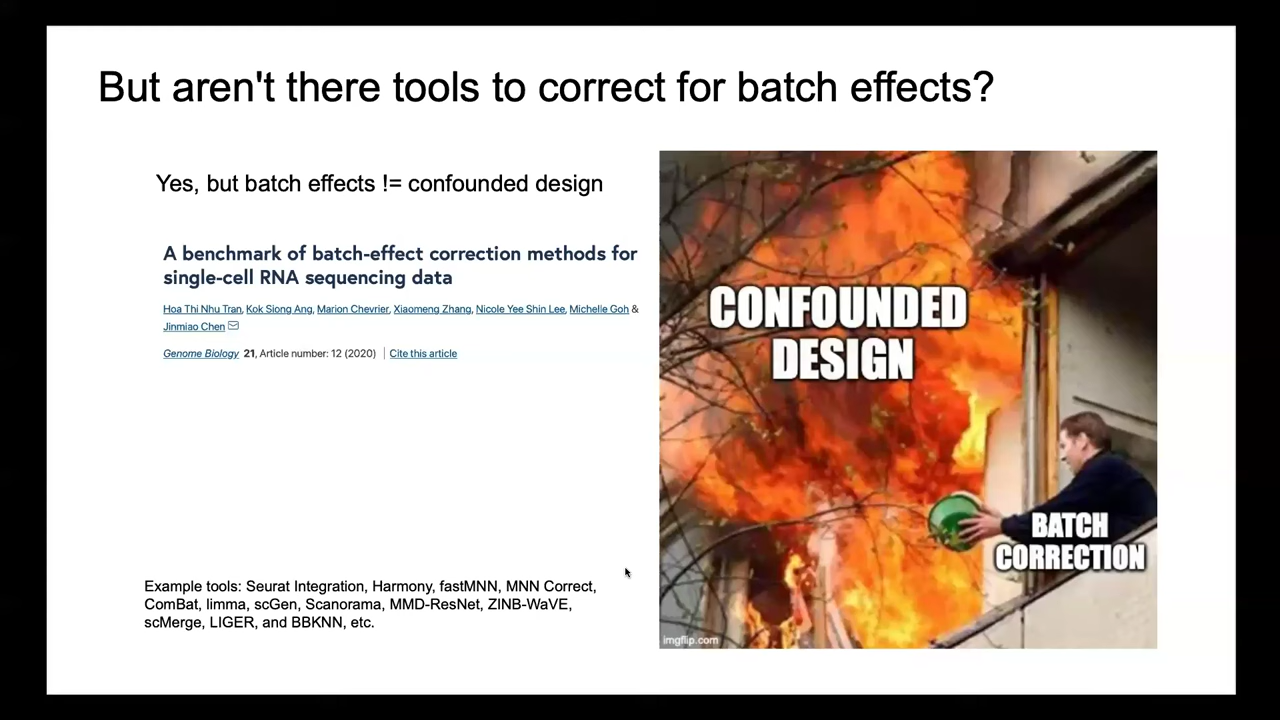 But aren't there tools to correct for batch effects?
Yes, but batch effects != confounded design
A benchmark of batch-effect correction methods for
single-cell RNA sequencing data
Hoa Thi Nhu Tran, Kok Siong Ang, Marion Chevrier, Xiaomeng Zhang, Nicole Yee Shin Lee, Michelle Goh &
Jinmiao Chen
Genome Biology 21, Article number: 12 (2020) | Cite this article
Example tools: Seurat Integration, Harmony, fastMNN, MNN Correct,
ComBat, limma, scGen, Scanorama, MMD-ResNet, ZINB-WaVE,
scMerge, LIGER, and BBKNN, etc.
CONFOUNDED
DESIGN
BATCH
CORRECTION
imgflip.com